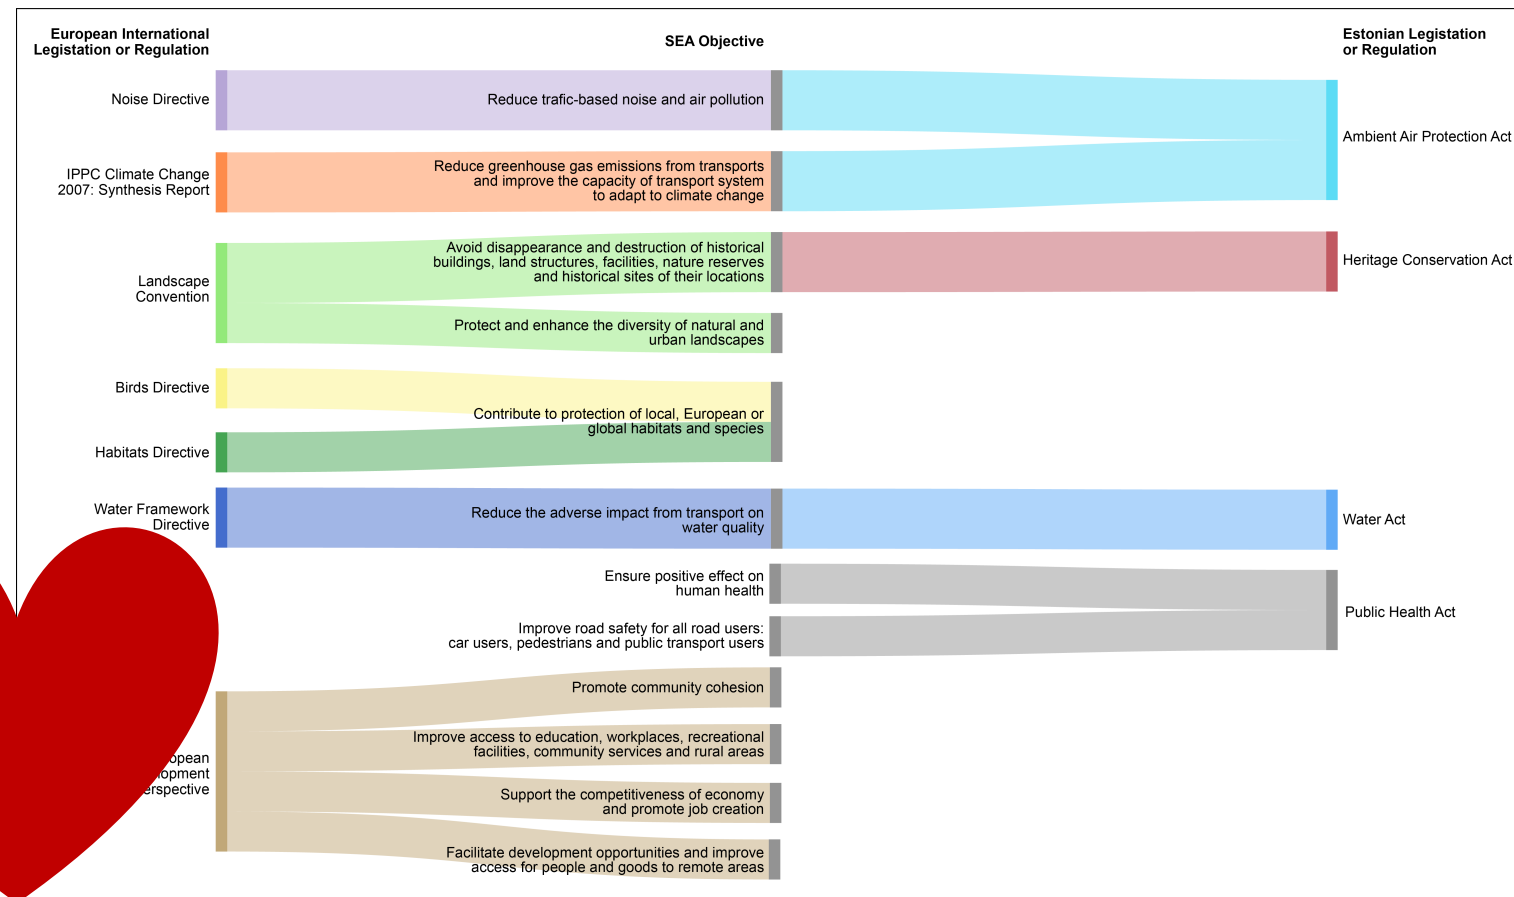 European International
Legistation or Regulation
SEA Objective
Estonian Legistation
or Regulation
Noise Directive
Reduce trafic-based noise and air pollution
Ambient Air Protection Act
IPPC Climate Change
2007: Synthesis Report
Reduce greenhouse gas emissions from transports
and improve the capacity of transport system
to adapt to climate change
Landscape
Convention
Avoid disappearance and destruction of historical
buildings, land structures, facilities, nature reserves
and historical sites of their locations
Heritage Conservation Act
Protect and enhance the diversity of natural and
urban landscapes
Birds Directive
Contribute to protection of local, European or
global habitats and species
Habitats Directive
Water Framework
Directive
Reduce the adverse impact from transport on
water quality
Water Act
Ensure positive effect on
human health
Public Health Act
Improve road safety for all road users:
car users, pedestrians and public transport users
Promote community cohesion
Improve access to education, workplaces, recreational
facilities, community services and rural areas
Support the competitiveness of economy
and promote job creation
Facilitate development opportunities and improve
access for people and goods to remote areas